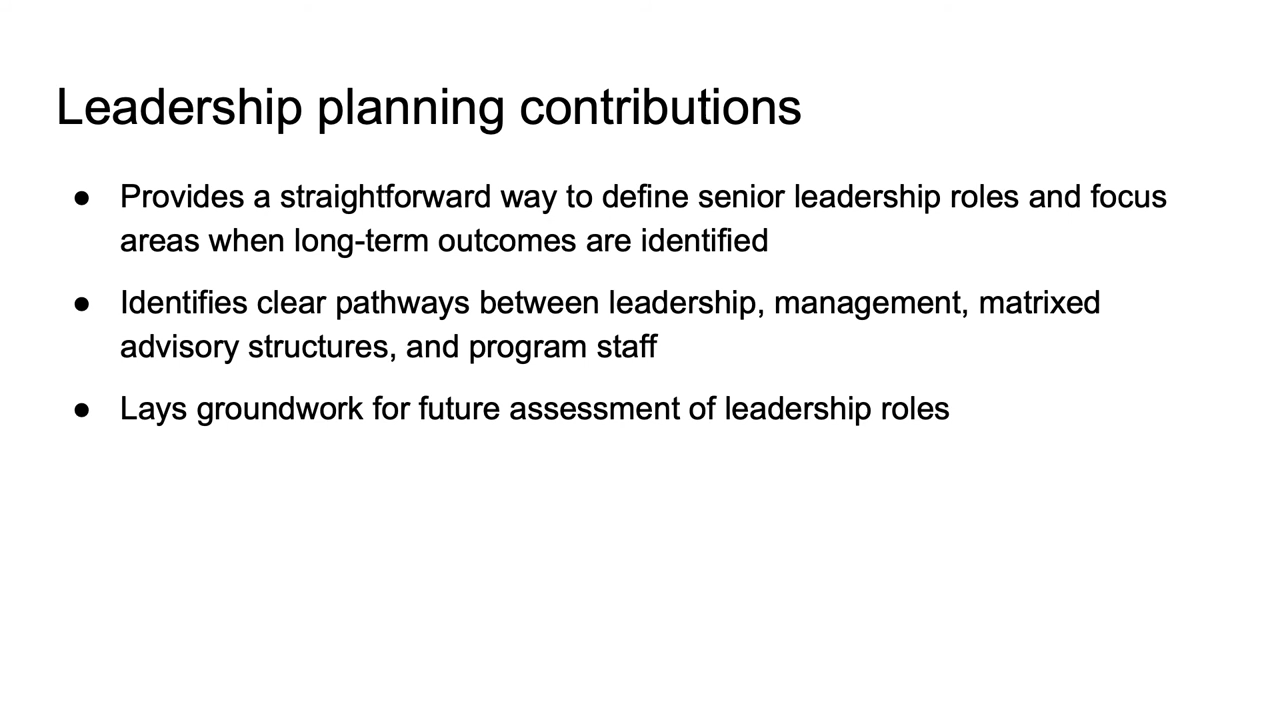 Leadership planning contributions
● Provides a straightforward way to define senior leadership roles and focus
areas when long-term outcomes are identified
● Identifies clear pathways between leadership, management, matrixed
advisory structures, and program staff
● Lays groundwork for future assessment of leadership roles